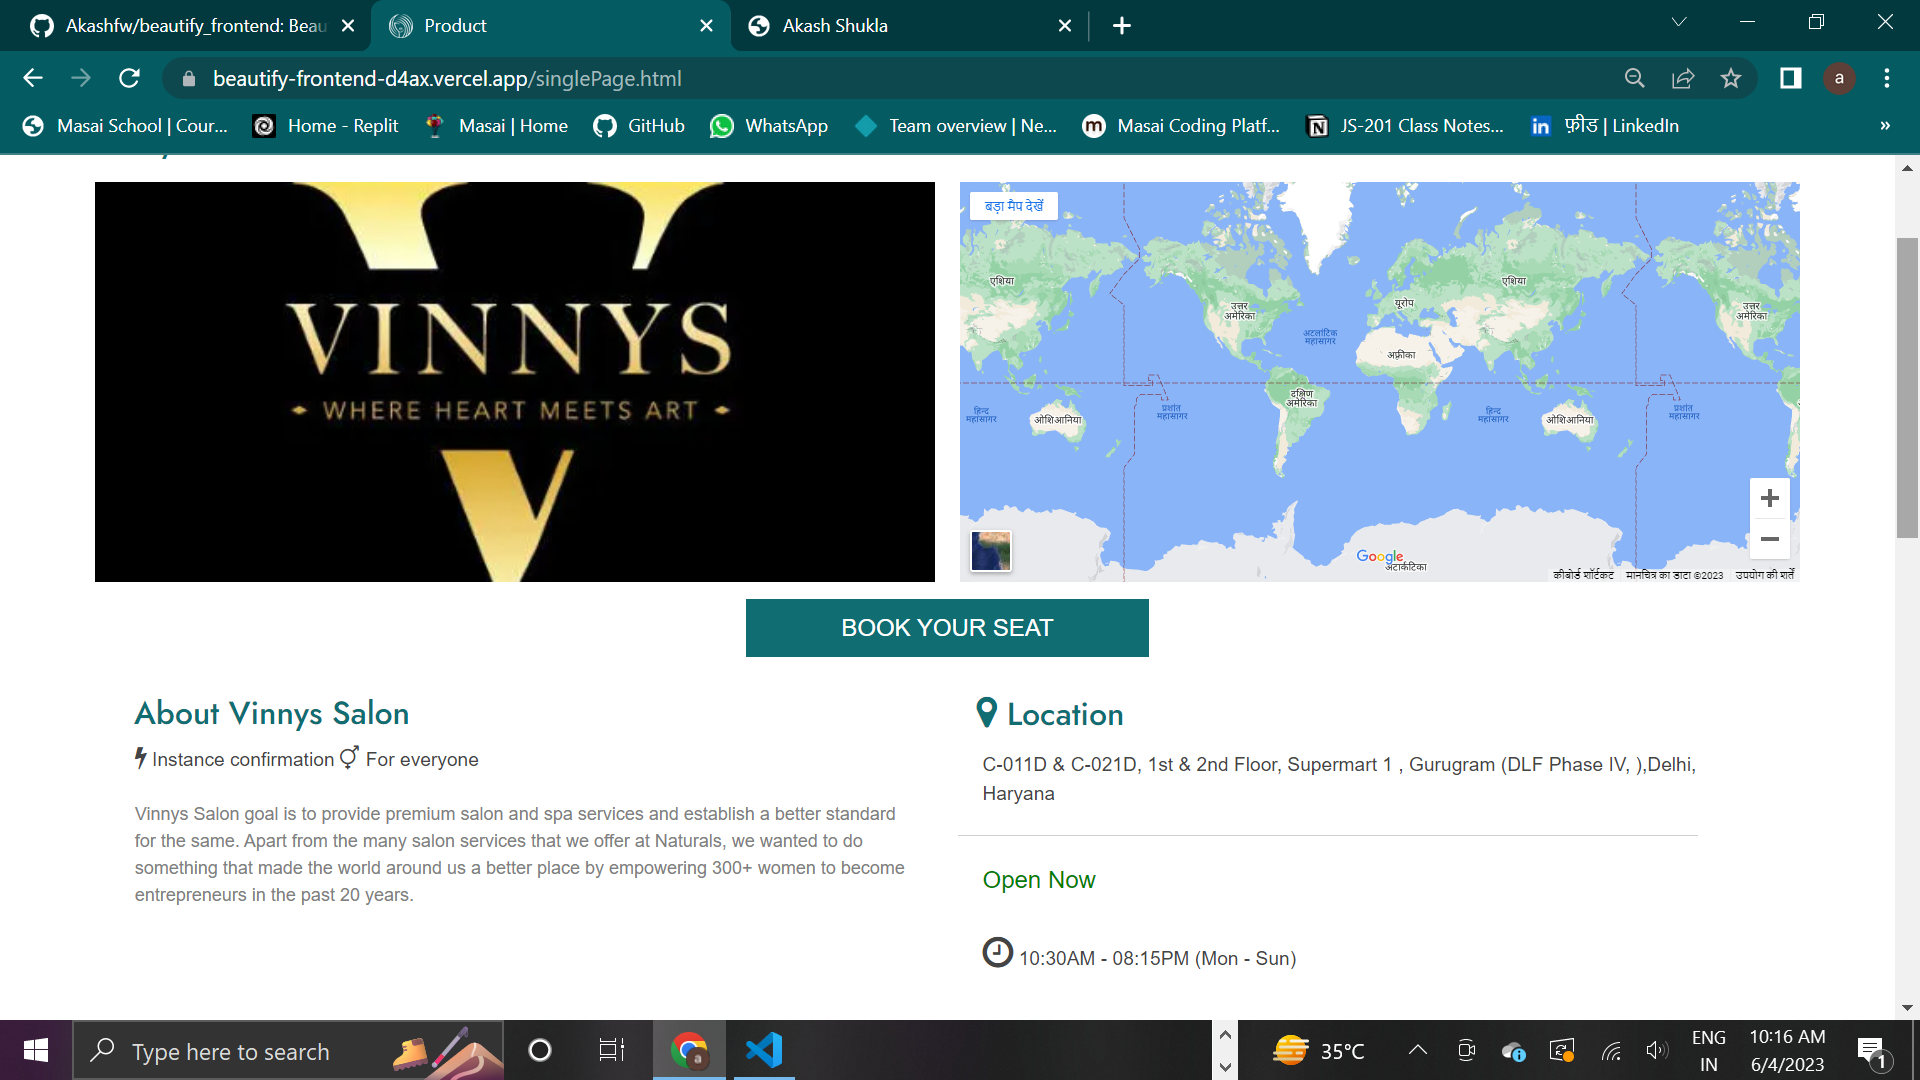 Akashfw/beautify_frontend: Beau
Product
Akash Shukla
beautify-frontend-d4ax.vercel.app/singlePage.html
a
Masai School | Cour...
Home - Replit
Masai | Home
GitHub
WhatsApp
Team overview | Ne...
m
Masai Coding Platf...
JS-201 Class Notes...
in
फ़ीड | LinkedIn
»
VINNYS
WHERE HEART MEETS ART
बड़ा मैप देखें
एशिया
उत्तर
अमेरिका
यूरोप
एशिया
उत्तर
अमेरिका
अटलांटिक
महासागर
अफ़्रीका
दक्षिण
अमेरिका
हिन्द
महासागर
ओशिआनिया
प्रशांत
महासागर
हिन्द
महासागर
ओशिआनिया
प्रशांत
महासागर
Google
अंटार्कटिका
कीबोर्ड शॉर्टकट
मानचित्र का डाटा ©2023
उपयोग की शर्तें
BOOK YOUR SEAT
About Vinnys Salon
Instance confirmation For everyone
Vinnys Salon goal is to provide premium salon and spa services and establish a better standard
for the same. Apart from the many salon services that we offer at Naturals, we wanted to do
something that made the world around us a better place by empowering 300+ women to become
entrepreneurs in the past 20 years.
Location
C-011D & C-021D, 1st & 2nd Floor, Supermart 1 , Gurugram (DLF Phase IV, ),Delhi,
Haryana
Open Now
10:30AM - 08:15PM (Mon - Sun)
Type here to search
a
35°C
ENG
IN
10:16 AM
6/4/2023
1